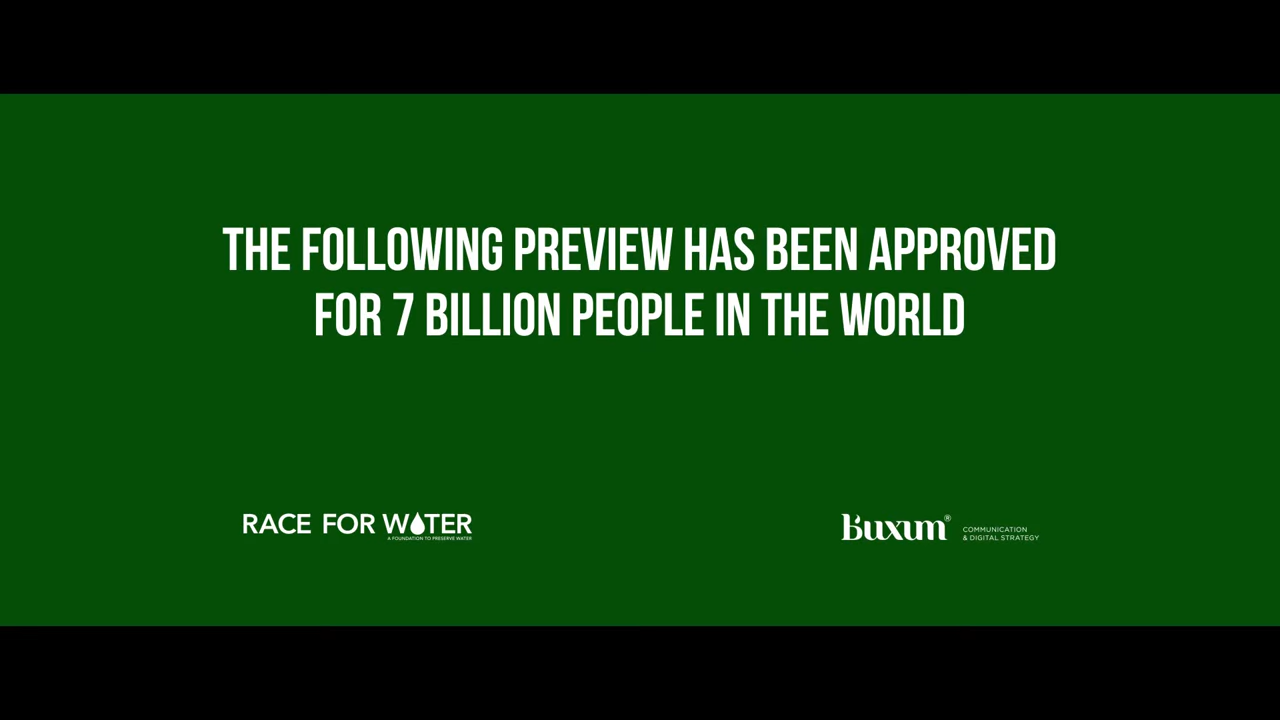 THE FOLLOWING PREVIEW HAS BEEN APPROVED
FOR 7 BILLION PEOPLE IN THE WORLD
RACE FOR WATER
A FOUNDATION TO PRESERVE WATER
Buxum®
COMMUNICATION
& DIGITAL STRATEGY